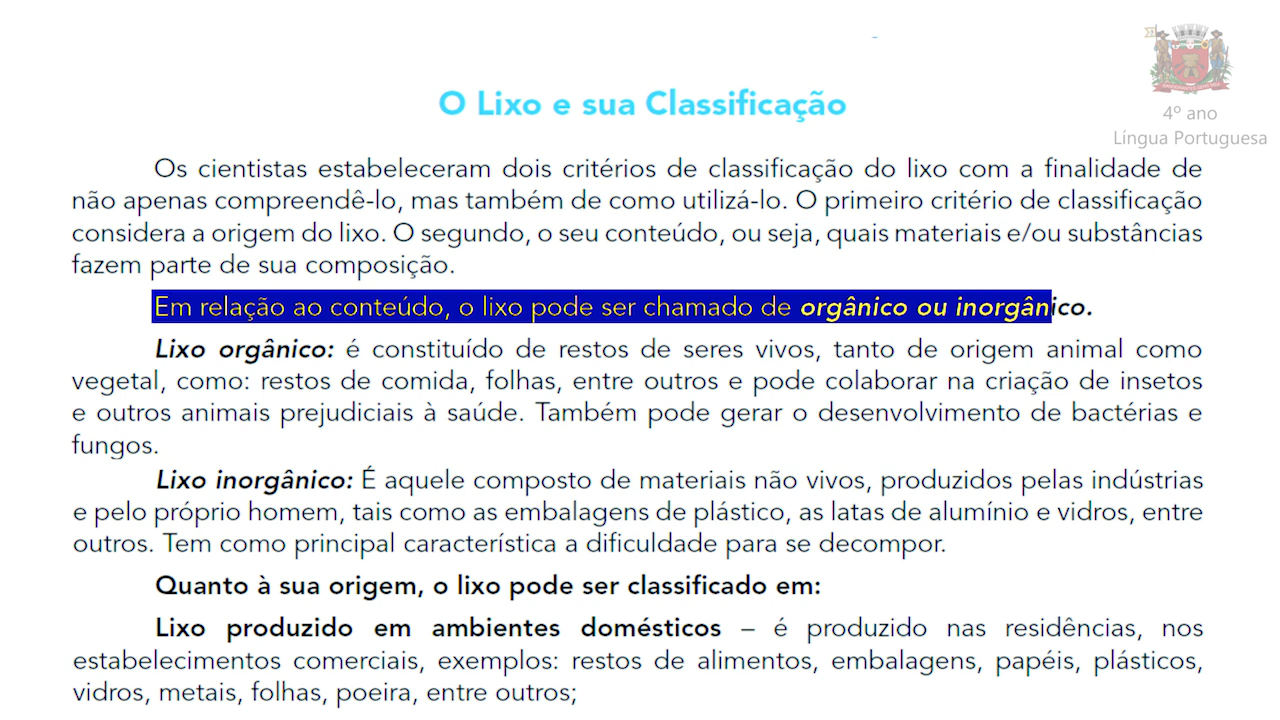 4º ano
Língua Portuguesa
O Lixo e sua Classificação
Os cientistas estabeleceram dois critérios de classificação do lixo com a finalidade de
não apenas compreendê-lo, mas também de como utilizá-lo. O primeiro critério de classificação
considera a origem do lixo. O segundo, o seu conteúdo, ou seja, quais materiais e/ou substâncias
fazem parte de sua composição.
Em relação ao conteúdo, o lixo pode ser chamado de orgânico ou inorgânico.
Lixo orgânico: é constituído de restos de seres vivos, tanto de origem animal como
vegetal, como: restos de comida, folhas, entre outros e pode colaborar na criação de insetos
e outros animais prejudiciais à saúde. Também pode gerar o desenvolvimento de bactérias e
fungos.
Lixo inorgânico: É aquele composto de materiais não vivos, produzidos pelas indústrias
e pelo próprio homem, tais como as embalagens de plástico, as latas de alumínio e vidros, entre
outros. Tem como principal característica a dificuldade para se decompor.
Quanto à sua origem, o lixo pode ser classificado em:
Lixo produzido em ambientes domésticos – é produzido nas residências, nos
estabelecimentos comerciais, exemplos: restos de alimentos, embalagens, papéis, plásticos,
vidros, metais, folhas, poeira, entre outros;